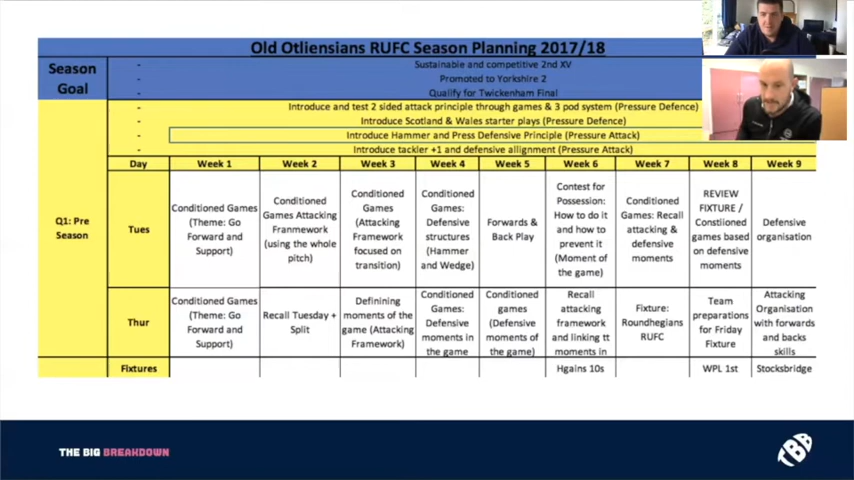 Old Otliensians RUFC Season Planning 2017/18
Season
Goal
- Sustainable and competitive 2nd XV
- Promoted to Yorkshire 2
- Qualify for Twickenham Final
Q1: Pre
Season
- Introduce and test 2 sided attack principle through games & 3 pod system (Pressure Defence)
- Introduce Scotland & Wales starter plays (Pressure Defence)
- Introduce Hammer and Press Defensive Principle (Pressure Attack)
- Introduce tackler +1 and defensive allignment (Pressure Attack)
Day Week 1 Week 2 Week 3 Week 4 Week 5 Week 6 Week 7 Week 8 Week 9
Tues
Conditioned Games
(Theme: Go
Forward and
Support)
Conditioned
Games Attacking
Franmework
(using the whole
pitch)
Conditioned
Games
(Attacking
Framework
focused on
transition)
Conditioned
Games:
Defensive
structures
(Hammer
and Wedge)
Forwards &
Back Play
Contest for
Possession:
How to do it
and how to
prevent it
(Moment of
the game)
Conditioned
Games: Recall
attacking &
defensive
moments
REVIEW
FIXTURE /
Constiioned
games based
on defensive
moments
Defensive
organisation
Thur
Conditioned Games
(Theme: Go
Forward and
Support)
Recall Tuesday +
Split
Definining
moments of the
game (Attacking
Framework)
Conditioned
Games:
Defensive
moments in
the game
Conditioned
games
(Defensive
moments of
the game)
Recall
attacking
framework
and linking tt
moments in
Fixture:
Roundhegians
RUFC
Team
preparations
for Friday
Fixture
Attacking
Organisation
with forwards
and backs
skills
Fixtures Hgains 10s WPL 1st Stocksbridge
THE BIG BREAKDOWN
TBB